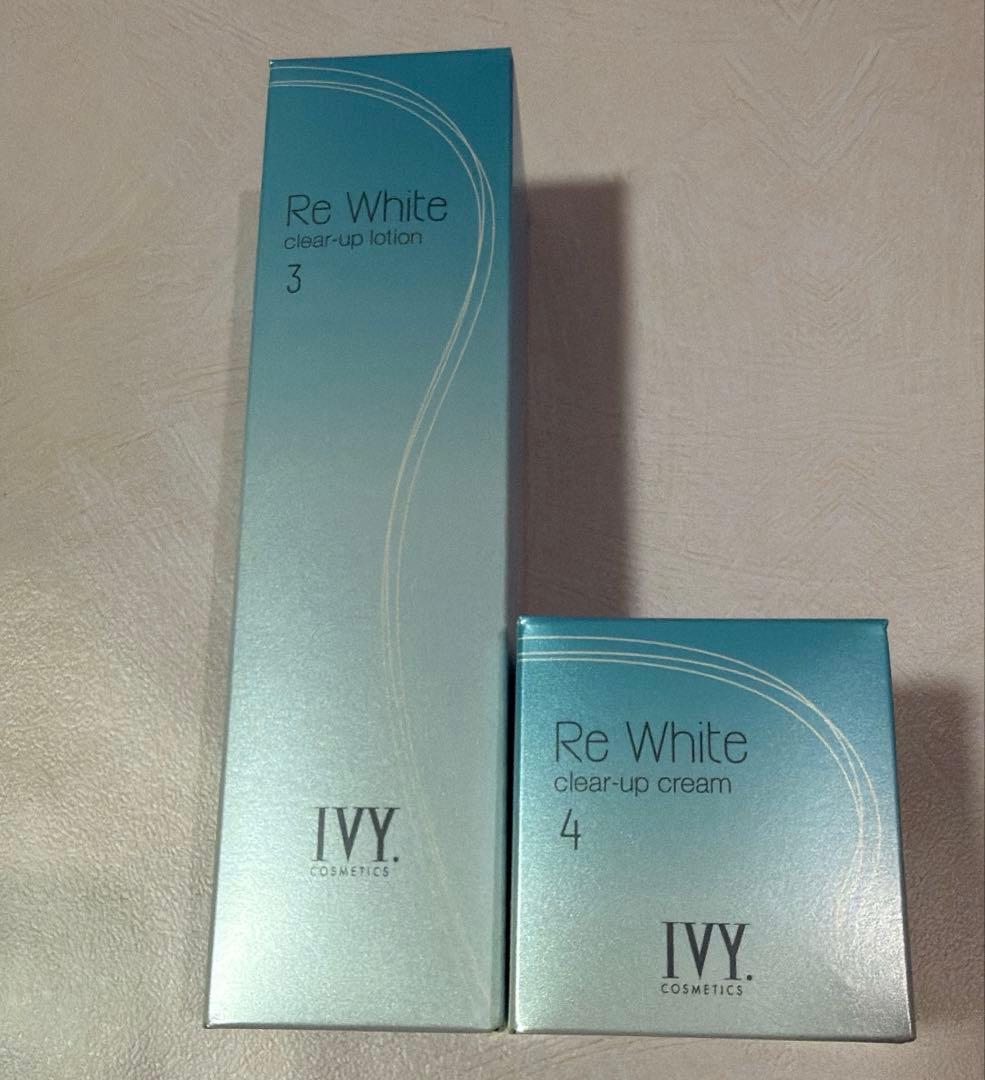 Re White
clear-up lotion
3
IVY.
COSMETICS
Re White
clear-up cream
4
IVY.
COSMETICS